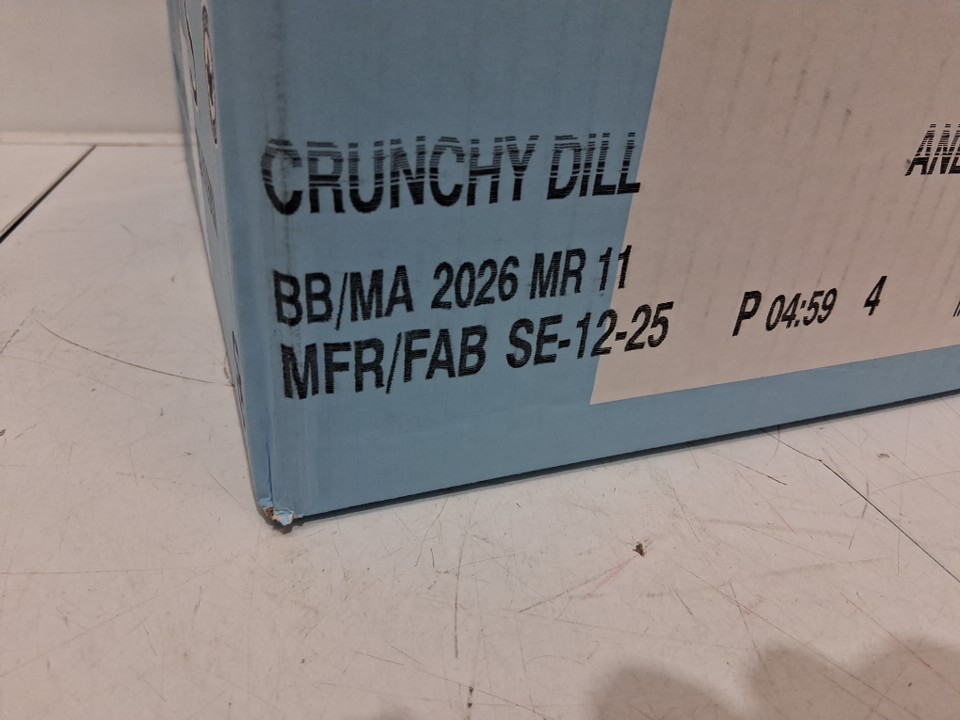 CRUNCHY DILL
BB/MA 2026 MR 11
MFR/FAB SE-12-25 P 04:59 4